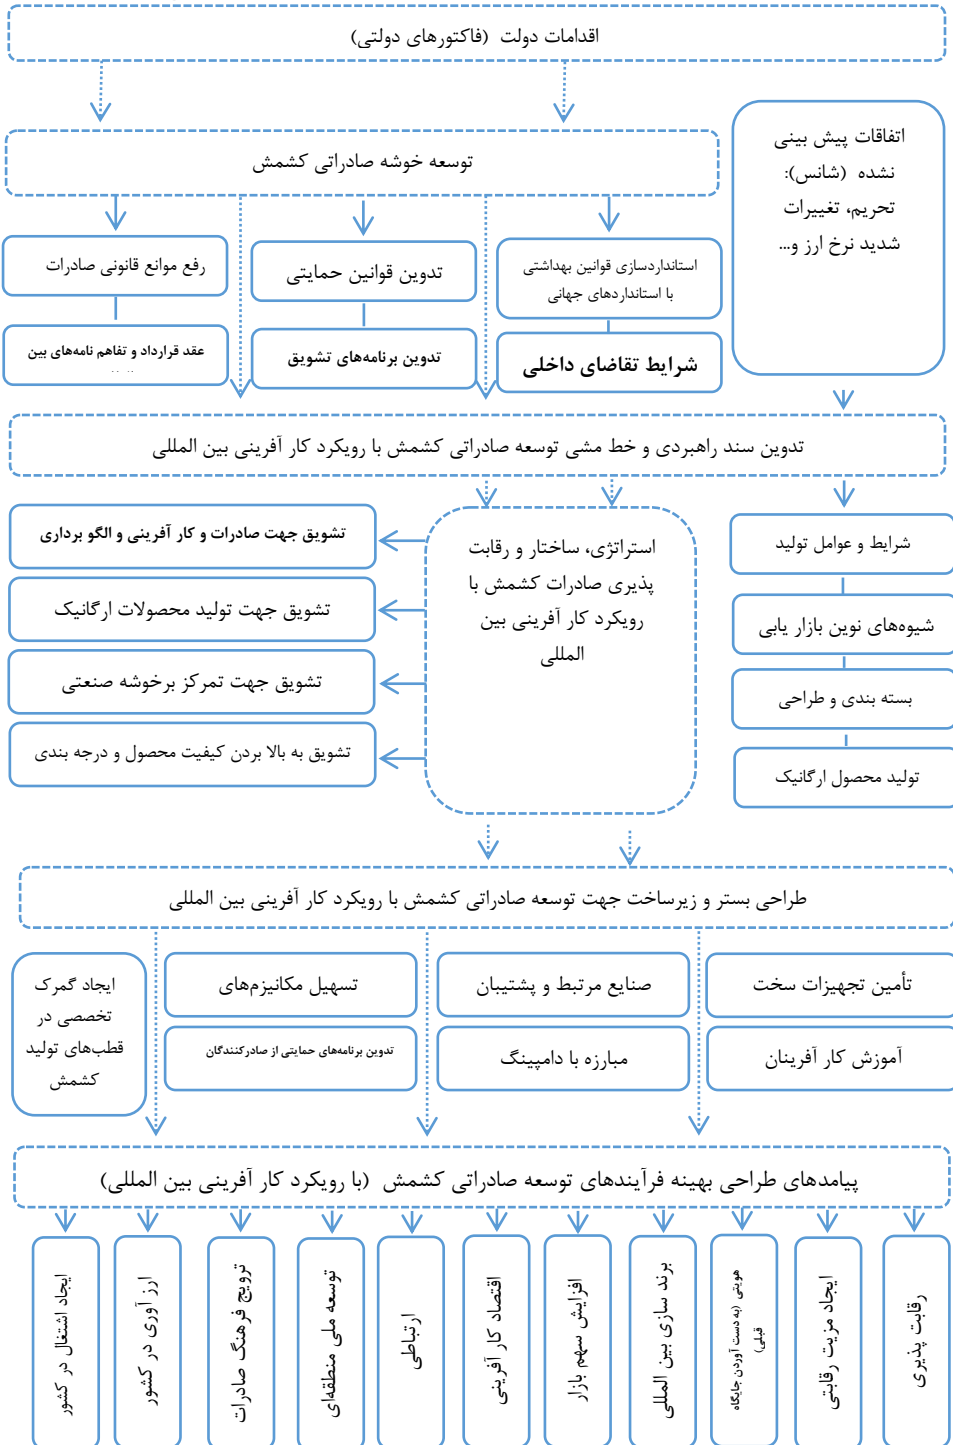 اقدامات دولت (فاکتورهای دولتی)
اتفاقات پیش بینی
نشده (شانس):
تحریم، تغییرات
شدید نرخ ارز و...
توسعه خوشه صادراتی کشمش
استانداردسازی قوانین بهداشتی
با استانداردهای جهانی
تدوین قوانین حمایتی
رفع موانع قانونی صادرات
شرایط تقاضای داخلی
تدوین برنامه‌های تشویق
عقد قرارداد و تفاهم نامه‌های بین
تدوین سند راهبردی و خط مشی توسعه صادراتی کشمش با رویکرد کار آفرینی بین المللی
شرایط و عوامل تولید
شیوه‌های نوین بازار یابی
بسته بندی و طراحی
تولید محصول ارگانیک
استراتژی، ساختار و رقابت
پذیری صادرات کشمش با
رویکرد کار آفرینی بین
المللی
تشویق جهت صادرات و کار آفرینی و الگو برداری
تشویق جهت تولید محصولات ارگانیک
تشویق جهت تمرکز برخوشه صنعتی
تشویق به بالا بردن کیفیت محصول و درجه بندی
طراحی بستر و زیرساخت جهت توسعه صادراتی کشمش با رویکرد کار آفرینی بین المللی
تأمین تجهیزات سخت
صنایع مرتبط و پشتیبان
تسهیل مکانیزم‌های
ایجاد گمرک
تخصصی در
قطب‌های تولید
کشمش
آموزش کار آفرینان
مبارزه با دامپینگ
تدوین برنامه‌های حمایتی از صادرکنندگان
پیامدهای طراحی بهینه فرآیندهای توسعه صادراتی کشمش (با رویکرد کار آفرینی بین المللی)
رقابت پذیری
ایجاد مزیت رقابتی
هویتی (به دست آوردن جایگاه
قبلی)
برند سازی بین المللی
افزایش سهم بازار
اقتصاد کار آفرینی
ارتباطی
توسعه ملی منطقه‌ای
ترویج فرهنگ صادرات
ارز آوری در کشور
ایجاد اشتغال در کشور